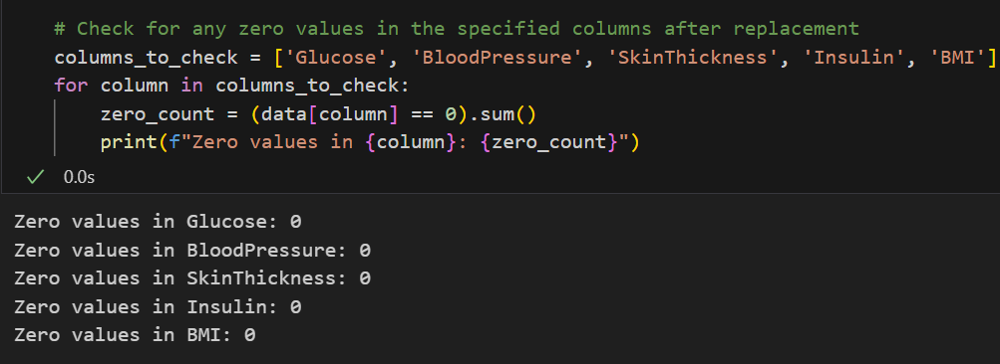 # Check for any zero values in the specified columns after replacement
columns_to_check = ['Glucose', 'BloodPressure', 'SkinThickness', 'Insulin', 'BMI']
for column in columns_to_check:
    zero_count = (data[column] == 0).sum()
    print(f"Zero values in {column}: {zero_count}")
0.0s
Zero values in Glucose: 0
Zero values in BloodPressure: 0
Zero values in SkinThickness: 0
Zero values in Insulin: 0
Zero values in BMI: 0